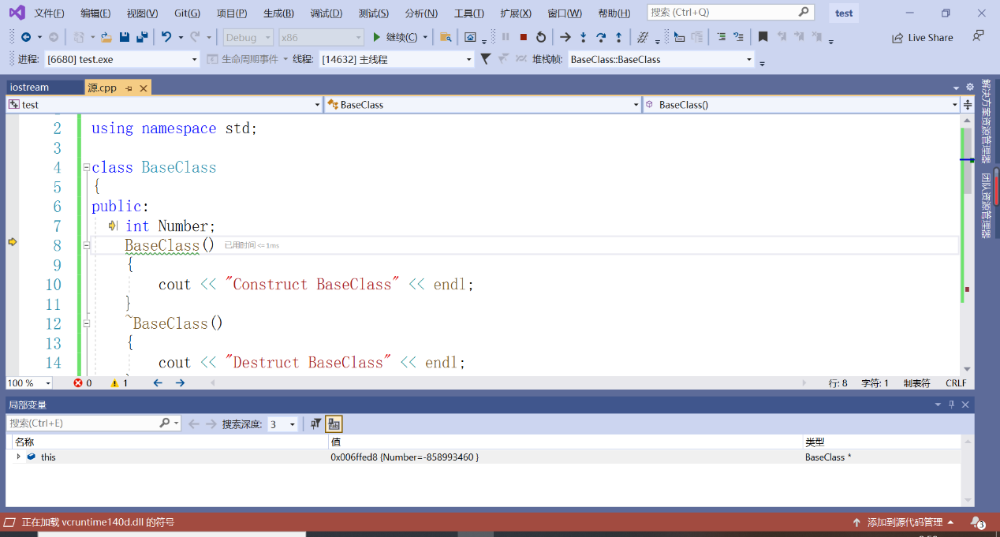 文件(F) 编辑(E) 视图(V) Git(G) 项目(P) 生成(B) 调试(D) 测试(S) 分析(N) 工具(T) 扩展(X) 窗口(W) 帮助(H) 搜索 (Ctrl+Q) test
Debug x86 继续(C) Live Share
进程: [6680] test.exe 生命周期事件 线程: [14632] 主线程 堆栈帧: BaseClass::BaseClass
iostream 源.cpp
test BaseClass BaseClass()
2 using namespace std;
3
4 class BaseClass
5 {
6 public:
7 int Number;
8 BaseClass() 已用时间 <= 1ms
9 {
10 cout << "Construct BaseClass" << endl;
11 }
12 ~BaseClass()
13 {
14 cout << "Destruct BaseClass" << endl;
100 % 0 1 行: 8 字符: 1 制表符 CRLF
局部变量
搜索(Ctrl+E) 搜索深度: 3
名称 值 类型
this 0x006ffed8 {Number=-858993460 } BaseClass *
正在加载 vcruntime140d.dll 的符号 添加到源代码管理 3
解决方案资源管理器
团队资源管理器